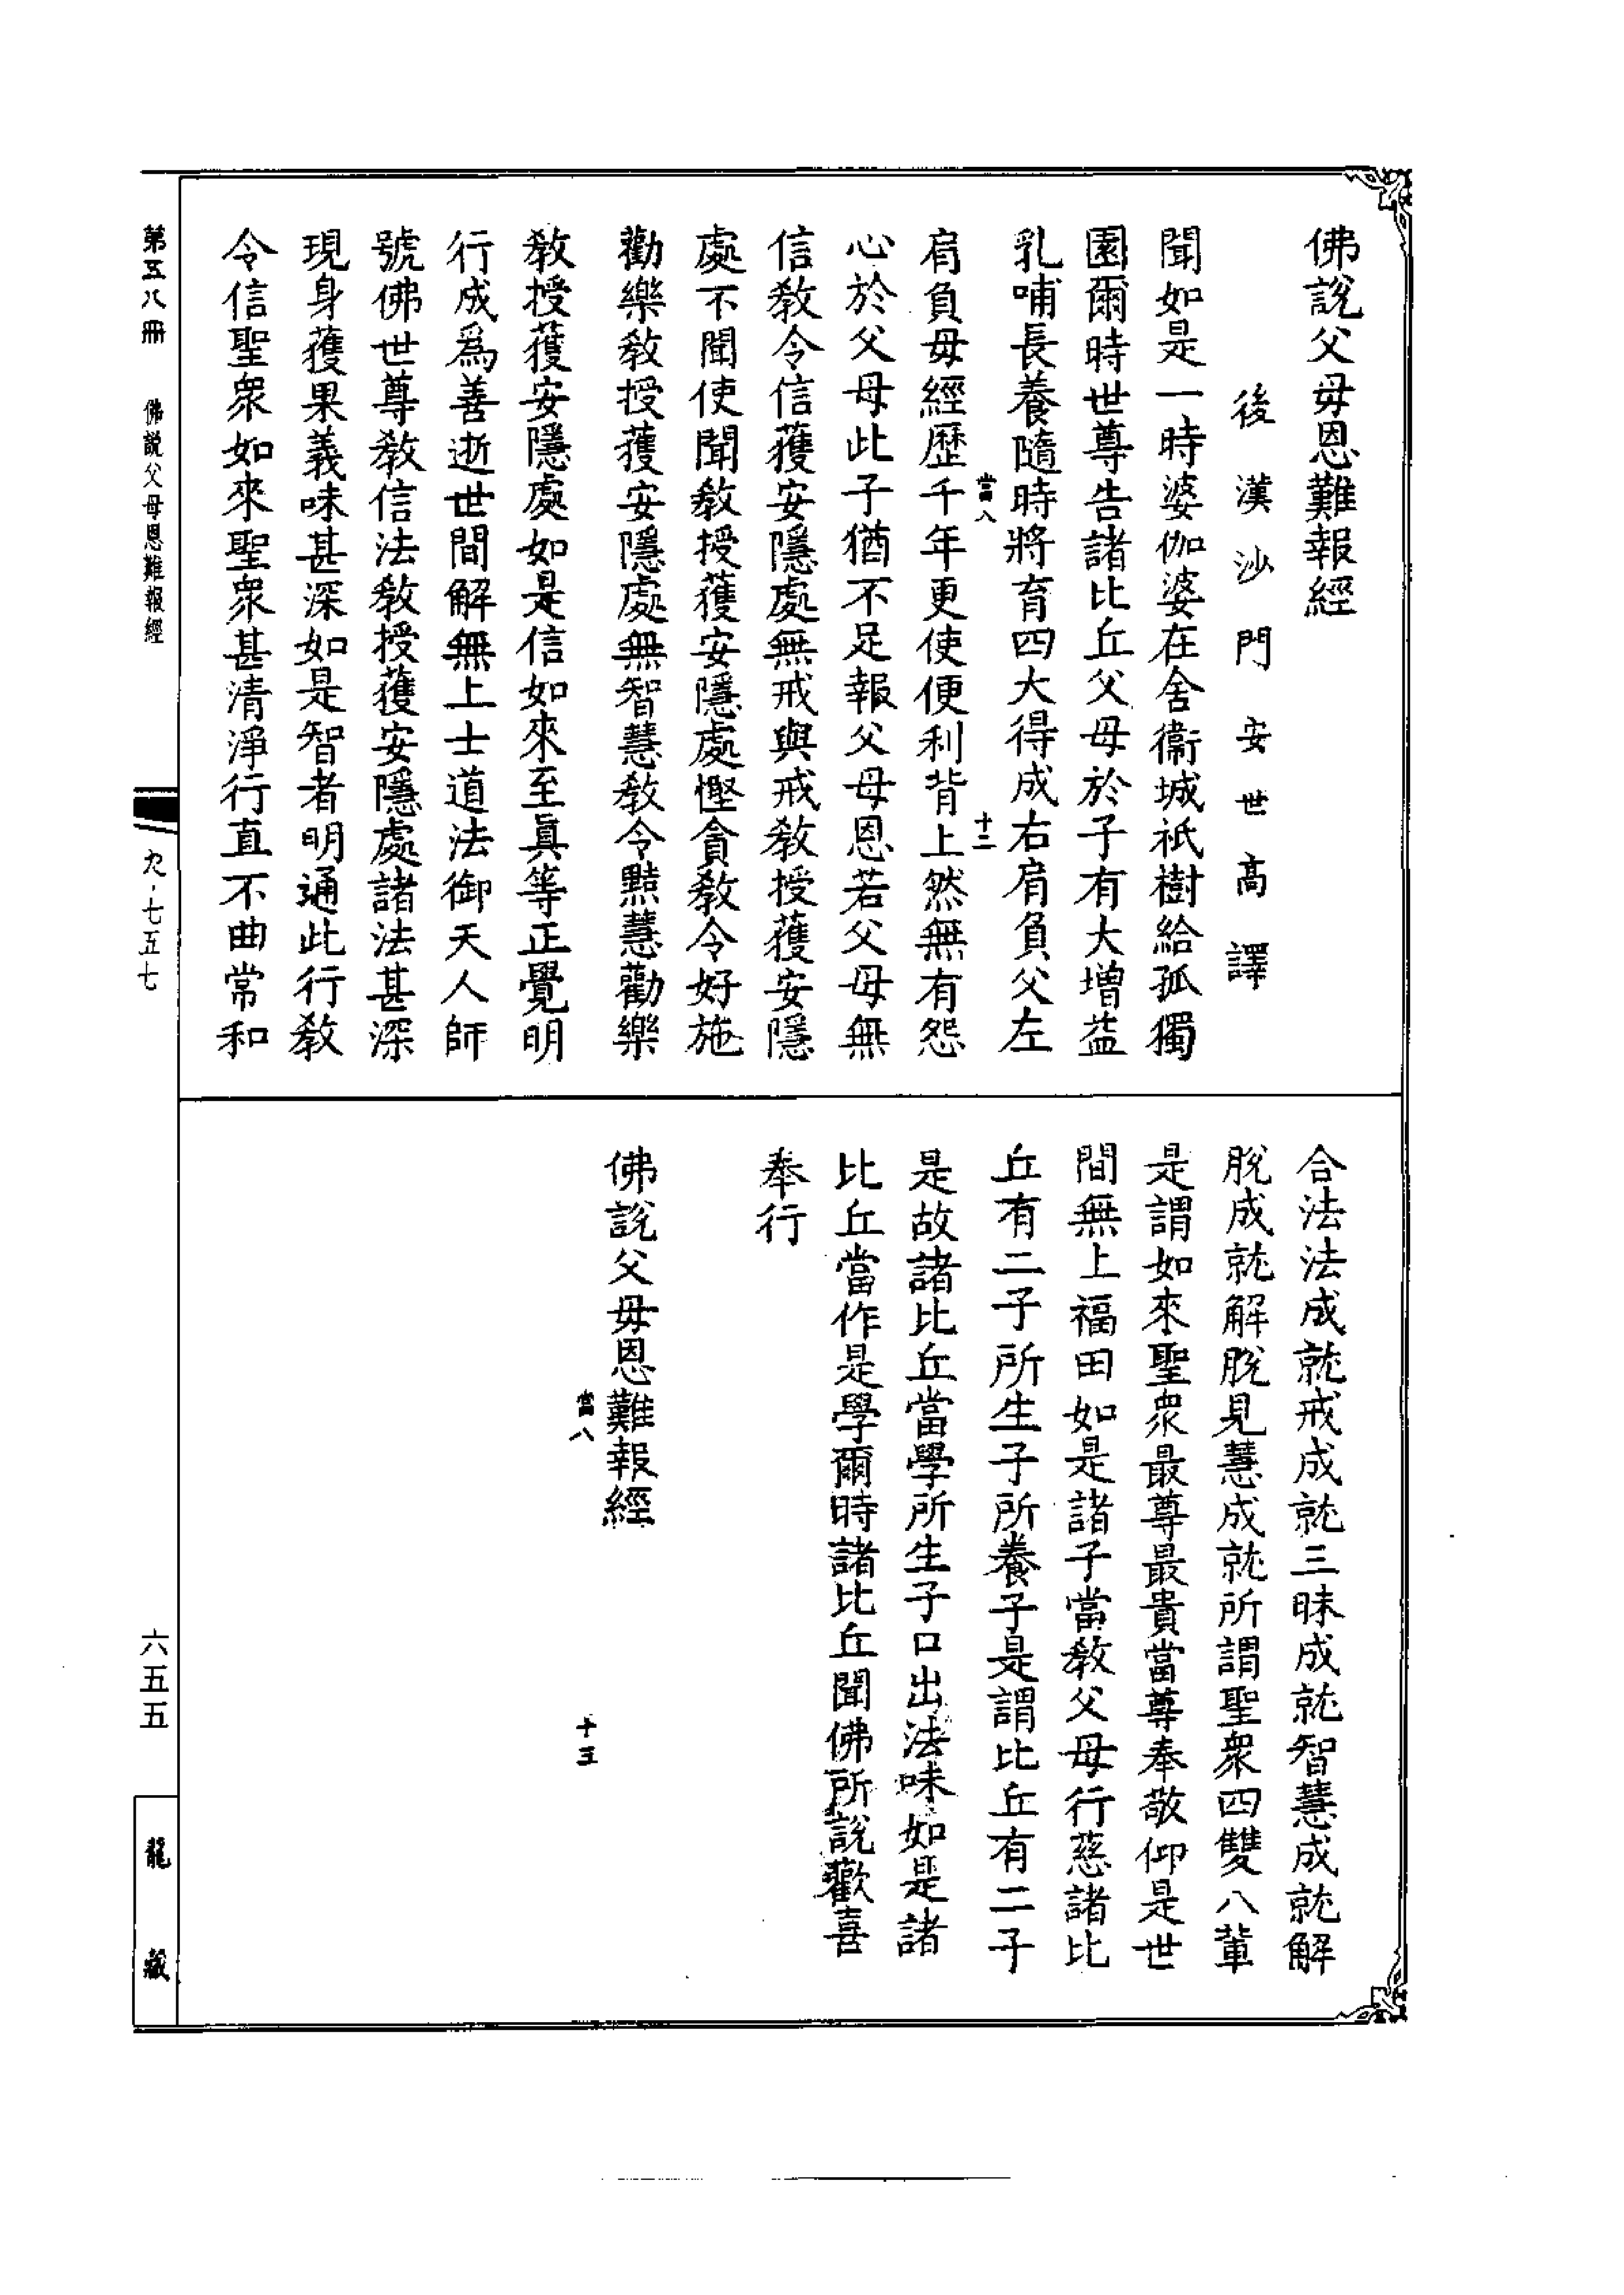 佛說父母恩難報經
後漢沙門安世高譯
聞如是一時婆伽婆在舍衞城祇樹給孤獨
園爾時世尊告諸比丘父母於子有大增益
乳哺長養隨時將育四大得成右肩負父左
當八 十二
肩負母經歷千年更使便利背上然無有怨
心於父母此子猶不足報父母恩若父母無
信教令信獲安隱處無戒與戒教授獲安隱
處不聞使聞教授獲安隱處慳貪教令好施
勸樂教授獲安隱處無智慧教令黠慧勸樂
教授獲安隱處如是信如來至眞等正覺明
行成爲善逝世間解無上士道法御天人師
號佛世尊教信法教授獲安隱處諸法甚深
現身獲果義味甚深如是智者明通此行教
令信聖衆如來聖衆甚清淨行直不曲常和
合法法成就戒成就三昧成就智慧成就解
脫成就解脫見慧成就所謂聖衆四雙八輩
是謂如來聖衆最尊最貴當尊奉敬仰是世
間無上福田如是諸子當教父母行慈諸比
丘有二子所生子所養子是謂比丘有二子
是故諸比丘當學所生子口出法味如是諸
比丘當作是學爾時諸比丘聞佛所說歡喜
奉行
佛說父母恩難報經
當八 十三
第五八冊 佛說父母恩難報經
九·七五七
六五五
龍藏